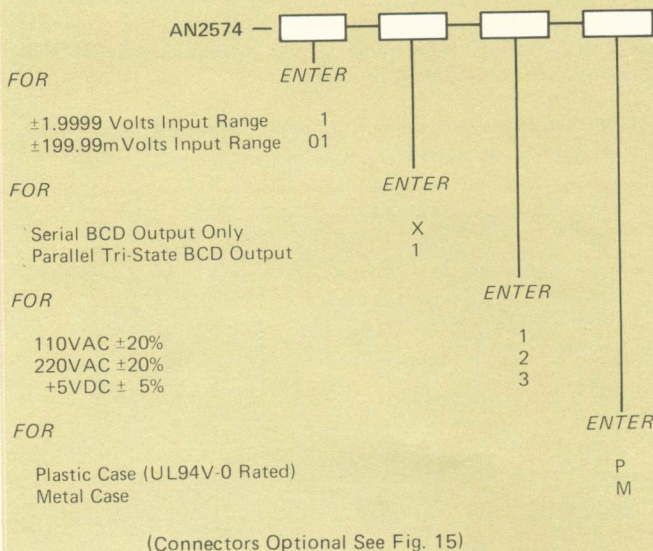 AN2574 —
FOR ENTER
±1.9999 Volts Input Range 1
±199.99mVolts Input Range 01
FOR ENTER
Serial BCD Output Only X
Parallel Tri-State BCD Output 1
FOR ENTER
110VAC ±20% 1
220VAC ±20% 2
+5VDC ± 5% 3
FOR ENTER
Plastic Case (UL94V-0 Rated) P
Metal Case M
(Connectors Optional See Fig. 15)